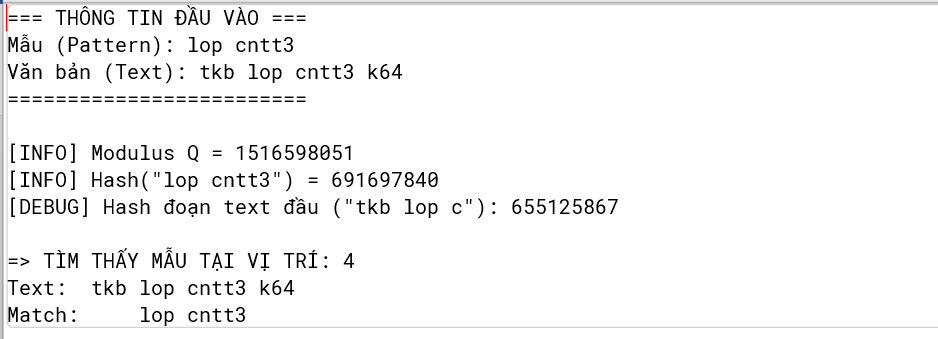 === THÔNG TIN ĐẦU VÀO ===
Mẫu (Pattern): lop cntt3
Văn bản (Text): tkb lop cntt3 k64
=========================
[INFO] Modulus Q = 1516598051
[INFO] Hash("lop cntt3") = 691697840
[DEBUG] Hash đoạn text đầu ("tkb lop c"): 655125867
=> TÌM THẤY MẪU TẠI VỊ TRÍ: 4
Text:  tkb lop cntt3 k64
Match:     lop cntt3